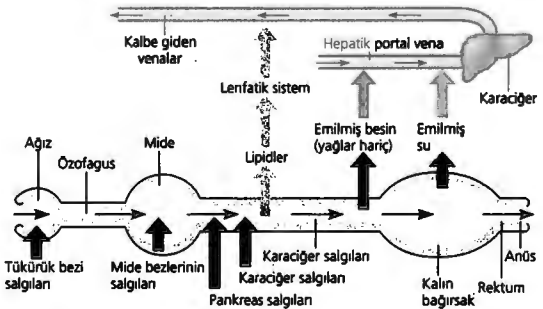 Kalbe giden
venalar
Hepatik portal vena
Karaciğer
Lenfatik sistem
Emilmiş besin
(yağlar hariç)
Emilmiş
su
Ağız
Özofagus
Mide
Lipidler
Tükürük bezi
salgıları
Mide bezlerinin
salgıları
Karaciğer salgıları
Karaciğer salgıları
Pankreas salgıları
Kalın
bağırsak
Rektum
Anüs